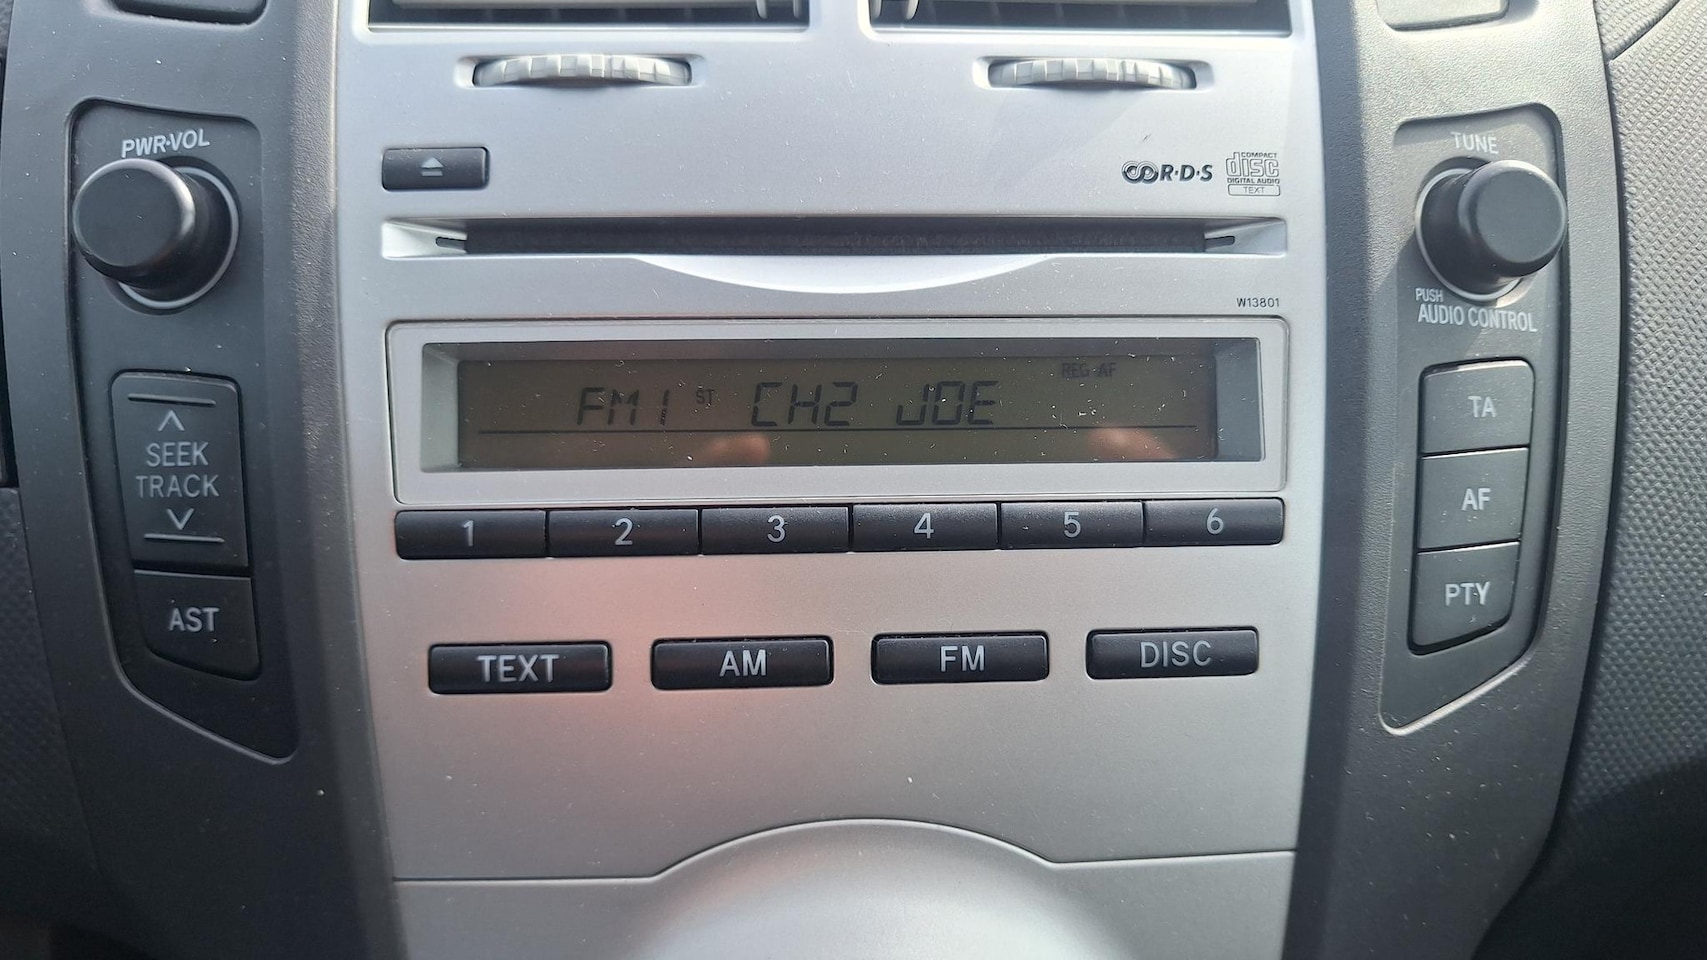 PWR·VOL
TUNE
R·D·S
COMPACT
disc
DIGITAL AUDIO
TEXT
W13801
PUSH
AUDIO CONTROL
REG AF
FM1 ST CH2 JOE
SEEK
TRACK
AST
TA
AF
PTY
1 2 3 4 5 6
TEXT AM FM DISC